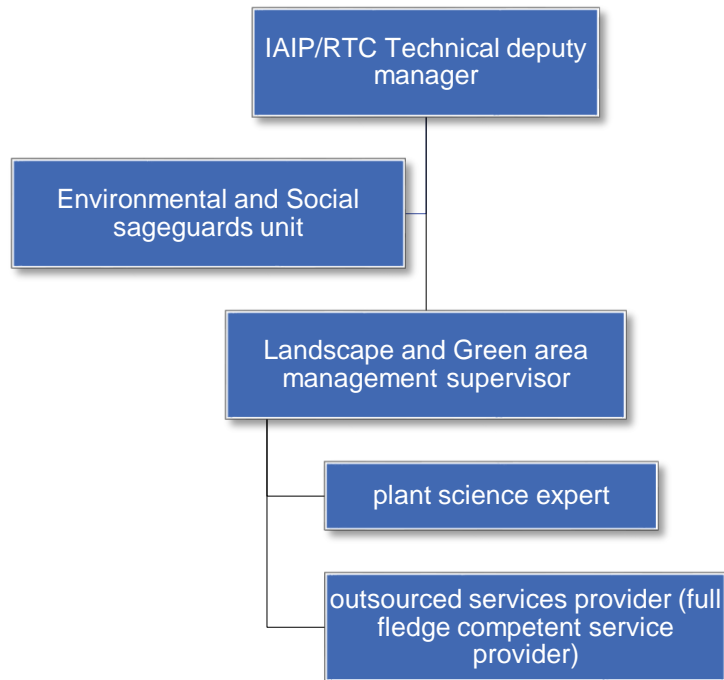 IAIP/RTC Technical deputy
manager
Environmental and Social
sageguards unit
Landscape and Green area
management supervisor
plant science expert
outsourced services provider (full
fledge competent service
provider)